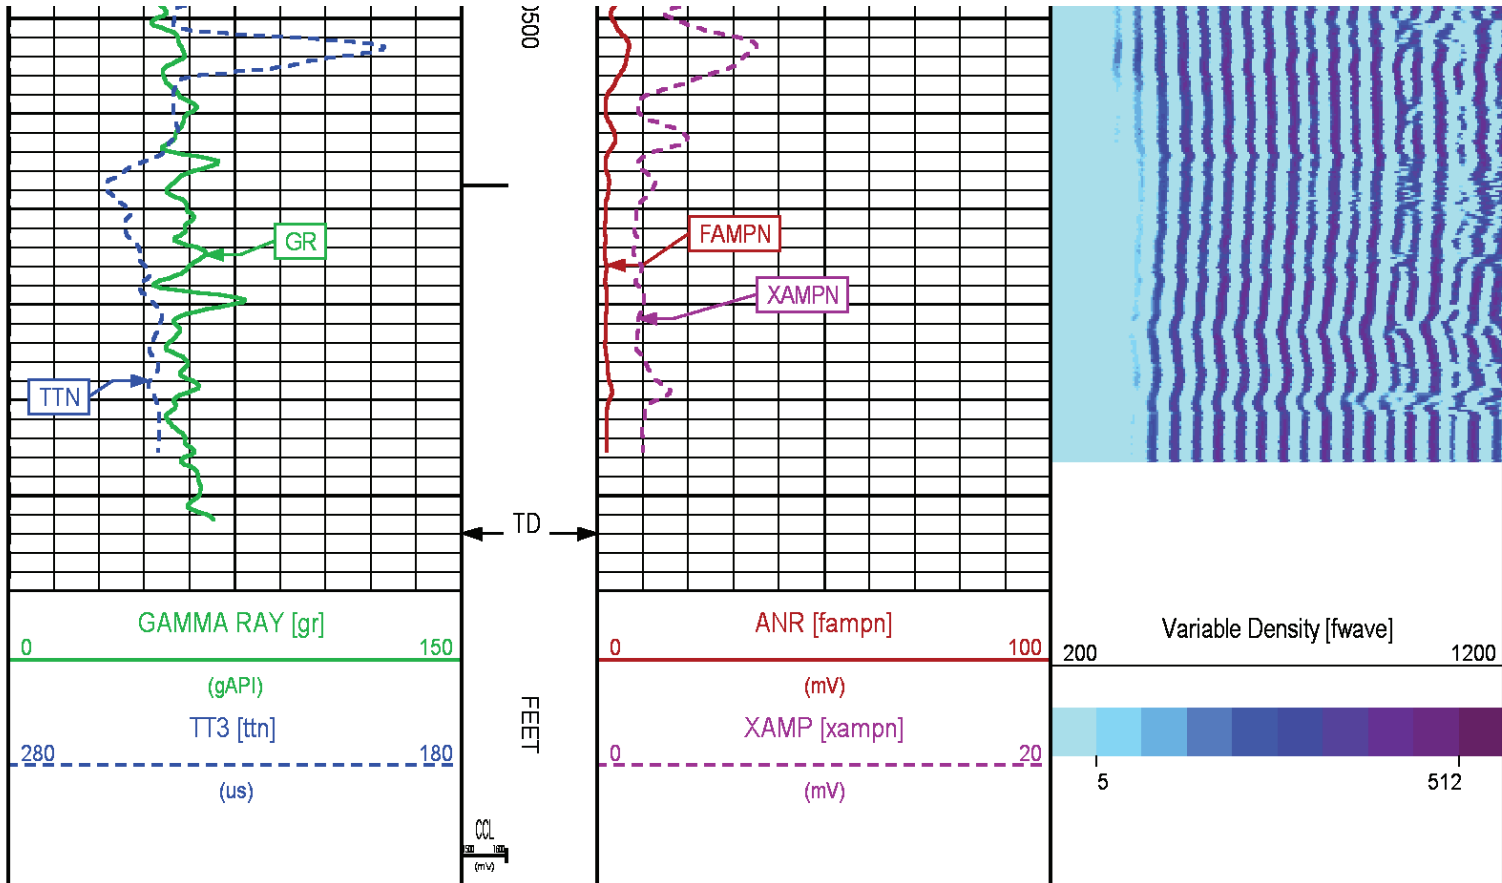 0500
GR
FAMPN
XAMPN
TTN
TD
GAMMA RAY [gr]
0 150
(gAPI)
TT3 [ttn]
280 180
(us)
FEET
CCL
(mV)
ANR [fampn]
0 100
(mV)
XAMP [xampn]
0 20
(mV)
Variable Density [fwave]
200 1200
5 512